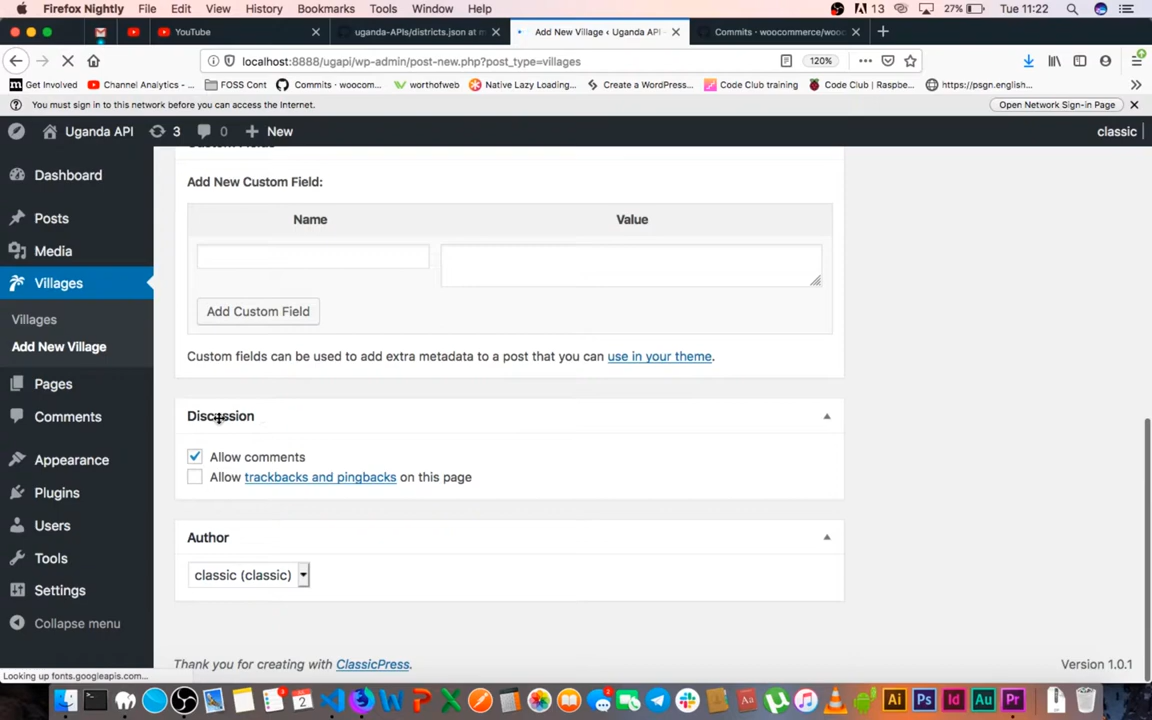 Firefox Nightly File Edit View History Bookmarks Tools Window Help 13 27% Tue 11:22
YouTube uganda-APIs/districts.json at m Add New Village ‹ Uganda API Commits · woocommerce/wooc
localhost:8888/ugapi/wp-admin/post-new.php?post_type=villages 120%
Get Involved Channel Analytics - ... FOSS Cont Commits · woocom... worthofweb Native Lazy Loading... Create a WordPress... Code Club training Code Club | Raspbe... https://psgn.english...
You must sign in to this network before you can access the Internet. Open Network Sign-in Page
Uganda API 3 0 New classic
Dashboard
Posts
Media
Villages
Villages
Add New Village
Pages
Comments
Appearance
Plugins
Users
Tools
Settings
Collapse menu
Custom Fields
Add New Custom Field:
Name Value
Add Custom Field
Custom fields can be used to add extra metadata to a post that you can use in your theme.
Discussion
Allow comments
Allow trackbacks and pingbacks on this page
Author
classic (classic)
Thank you for creating with ClassicPress. Version 1.0.1
Looking up fonts.googleapis.com...